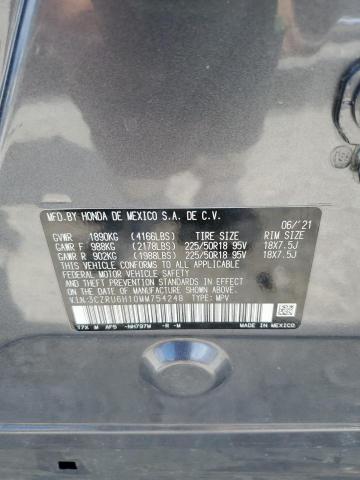 MFD.BY HONDA DE MEXICO S.A. DE C.V.
06/'21
GVWR 1890KG (4166LBS) TIRE SIZE RIM SIZE
GAWR F 988KG (2178LBS) 225/50R18 95V 18X7.5J
GAWR R 902KG (1988LBS) 225/50R18 95V 18X7.5J
THIS VEHICLE CONFORMS TO ALL APPLICABLE
FEDERAL MOTOR VEHICLE SAFETY AND
THEFT PREVENTION STANDARDS IN EFFECT ON THE
DATE OF MANUFACTURE SHOWN ABOVE.
V.I.N:3CZRU6H10MM754248 TYPE: MPV
T7X M AF5 -NH797M -R -M
MADE IN MEXICO